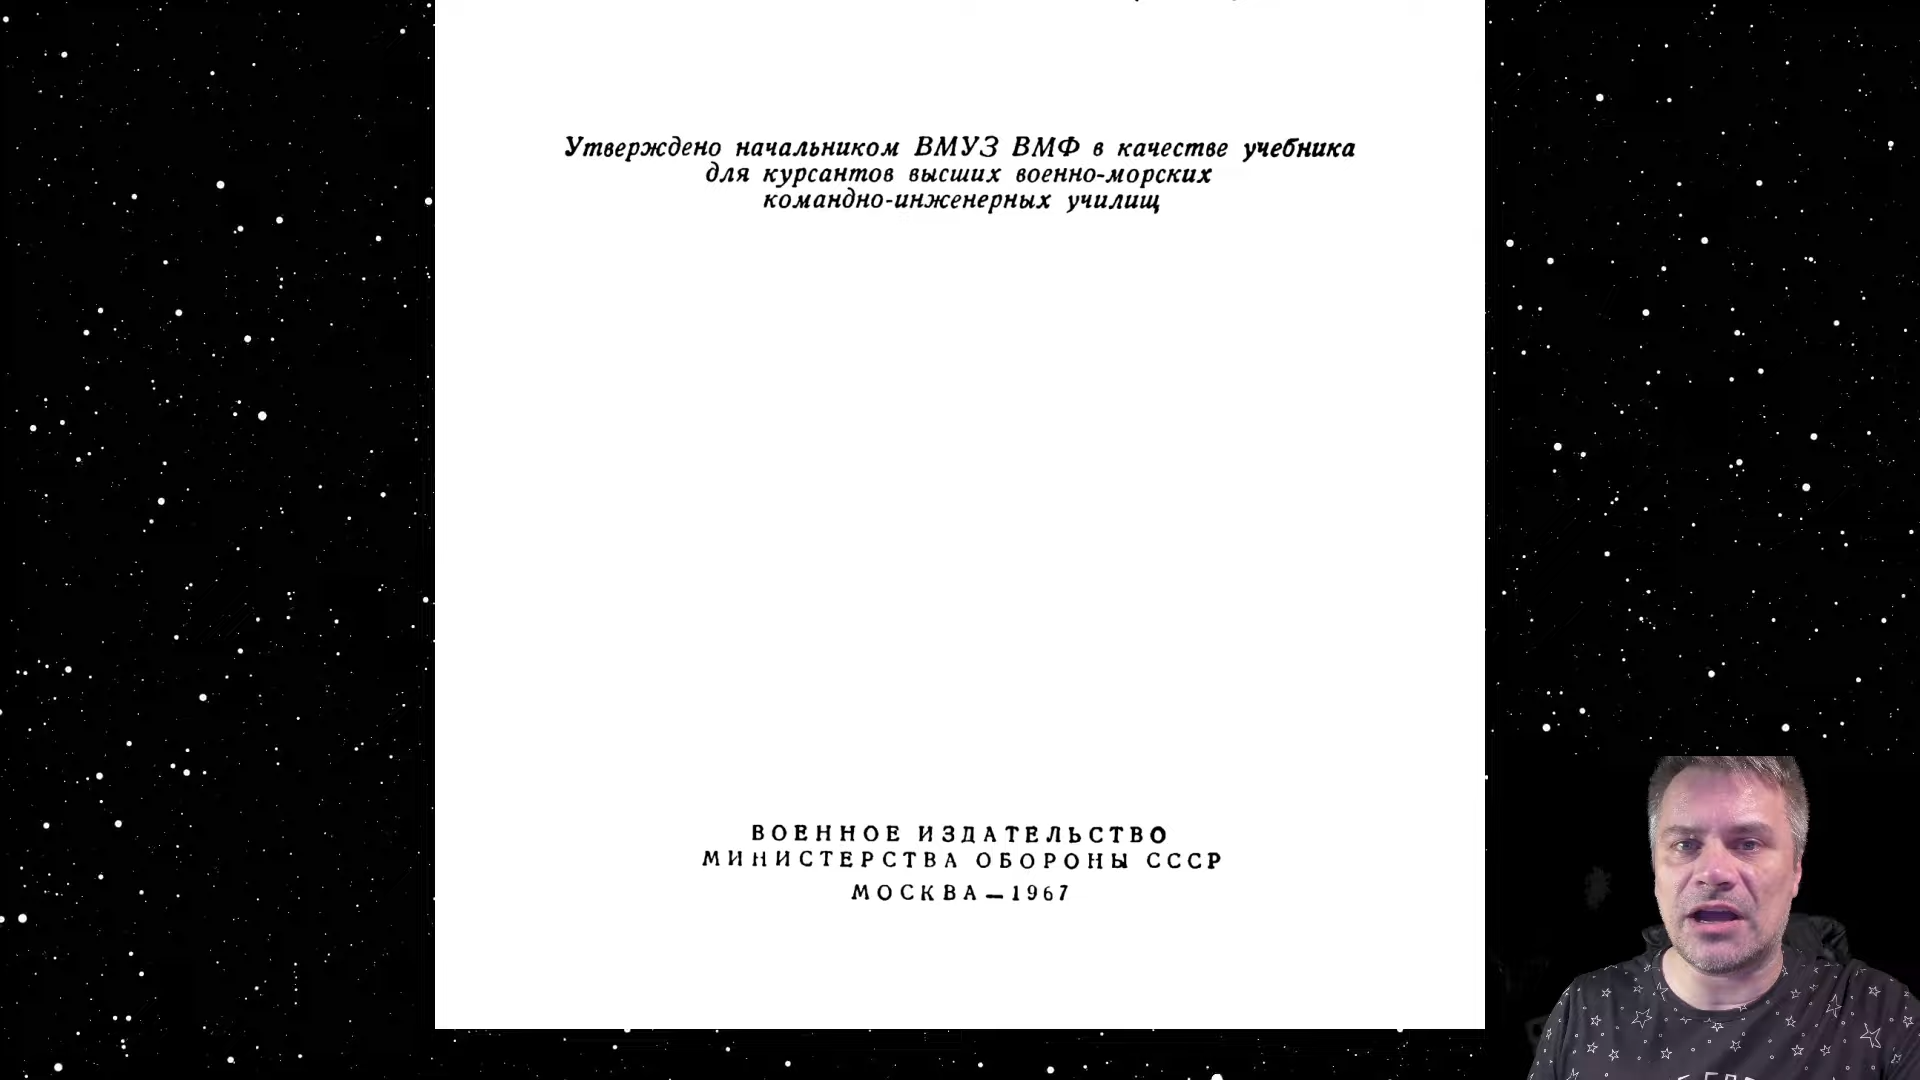 Утверждено начальником ВМУЗ ВМФ в качестве учебника
для курсантов высших военно-морских
командно-инженерных училищ
ВОЕННОЕ ИЗДАТЕЛЬСТВО
МИНИСТЕРСТВА ОБОРОНЫ СССР
МОСКВА—1967